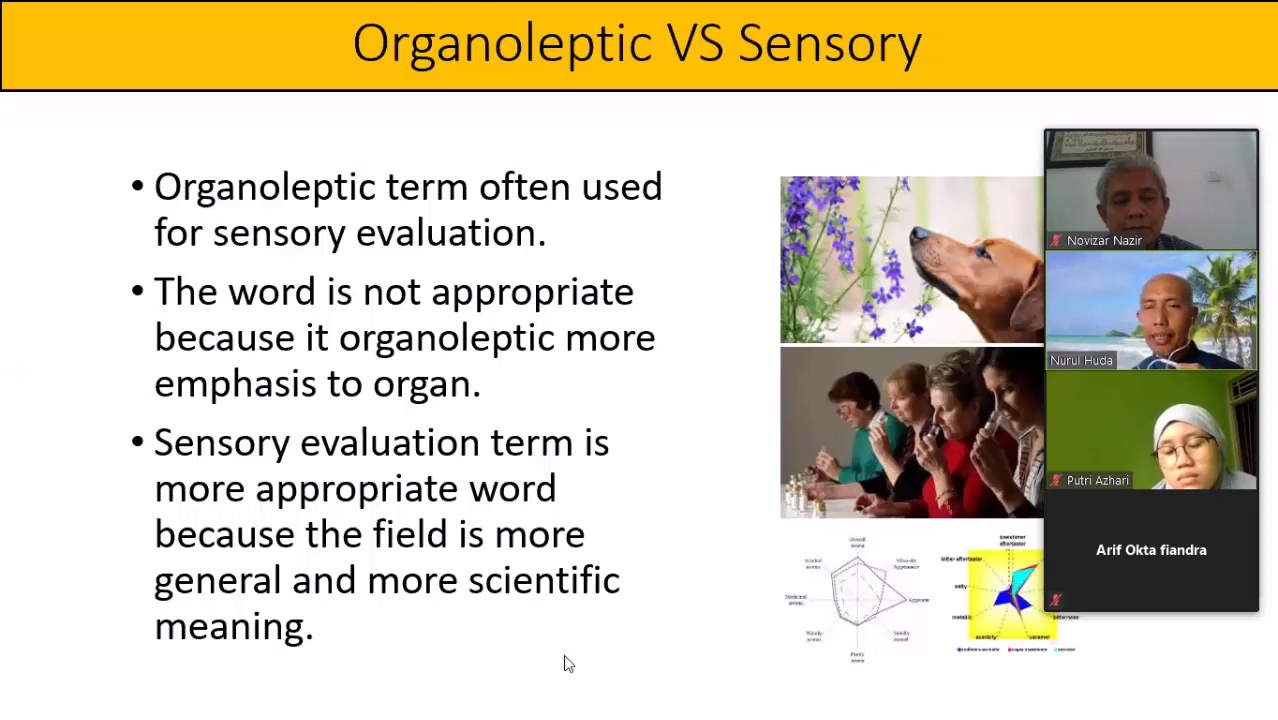 Organoleptic VS Sensory
• Organoleptic term often used
for sensory evaluation.
• The word is not appropriate
because it organoleptic more
emphasis to organ.
• Sensory evaluation term is
more appropriate word
because the field is more
general and more scientific
meaning.
Novizar Nazir
Nurul Huda
Putri Azhari
Arif Okta fiandra
Overall
sweetener
aftertaste
bitter aftertaste
salty
metallic
acerbity
caramel
bitterness